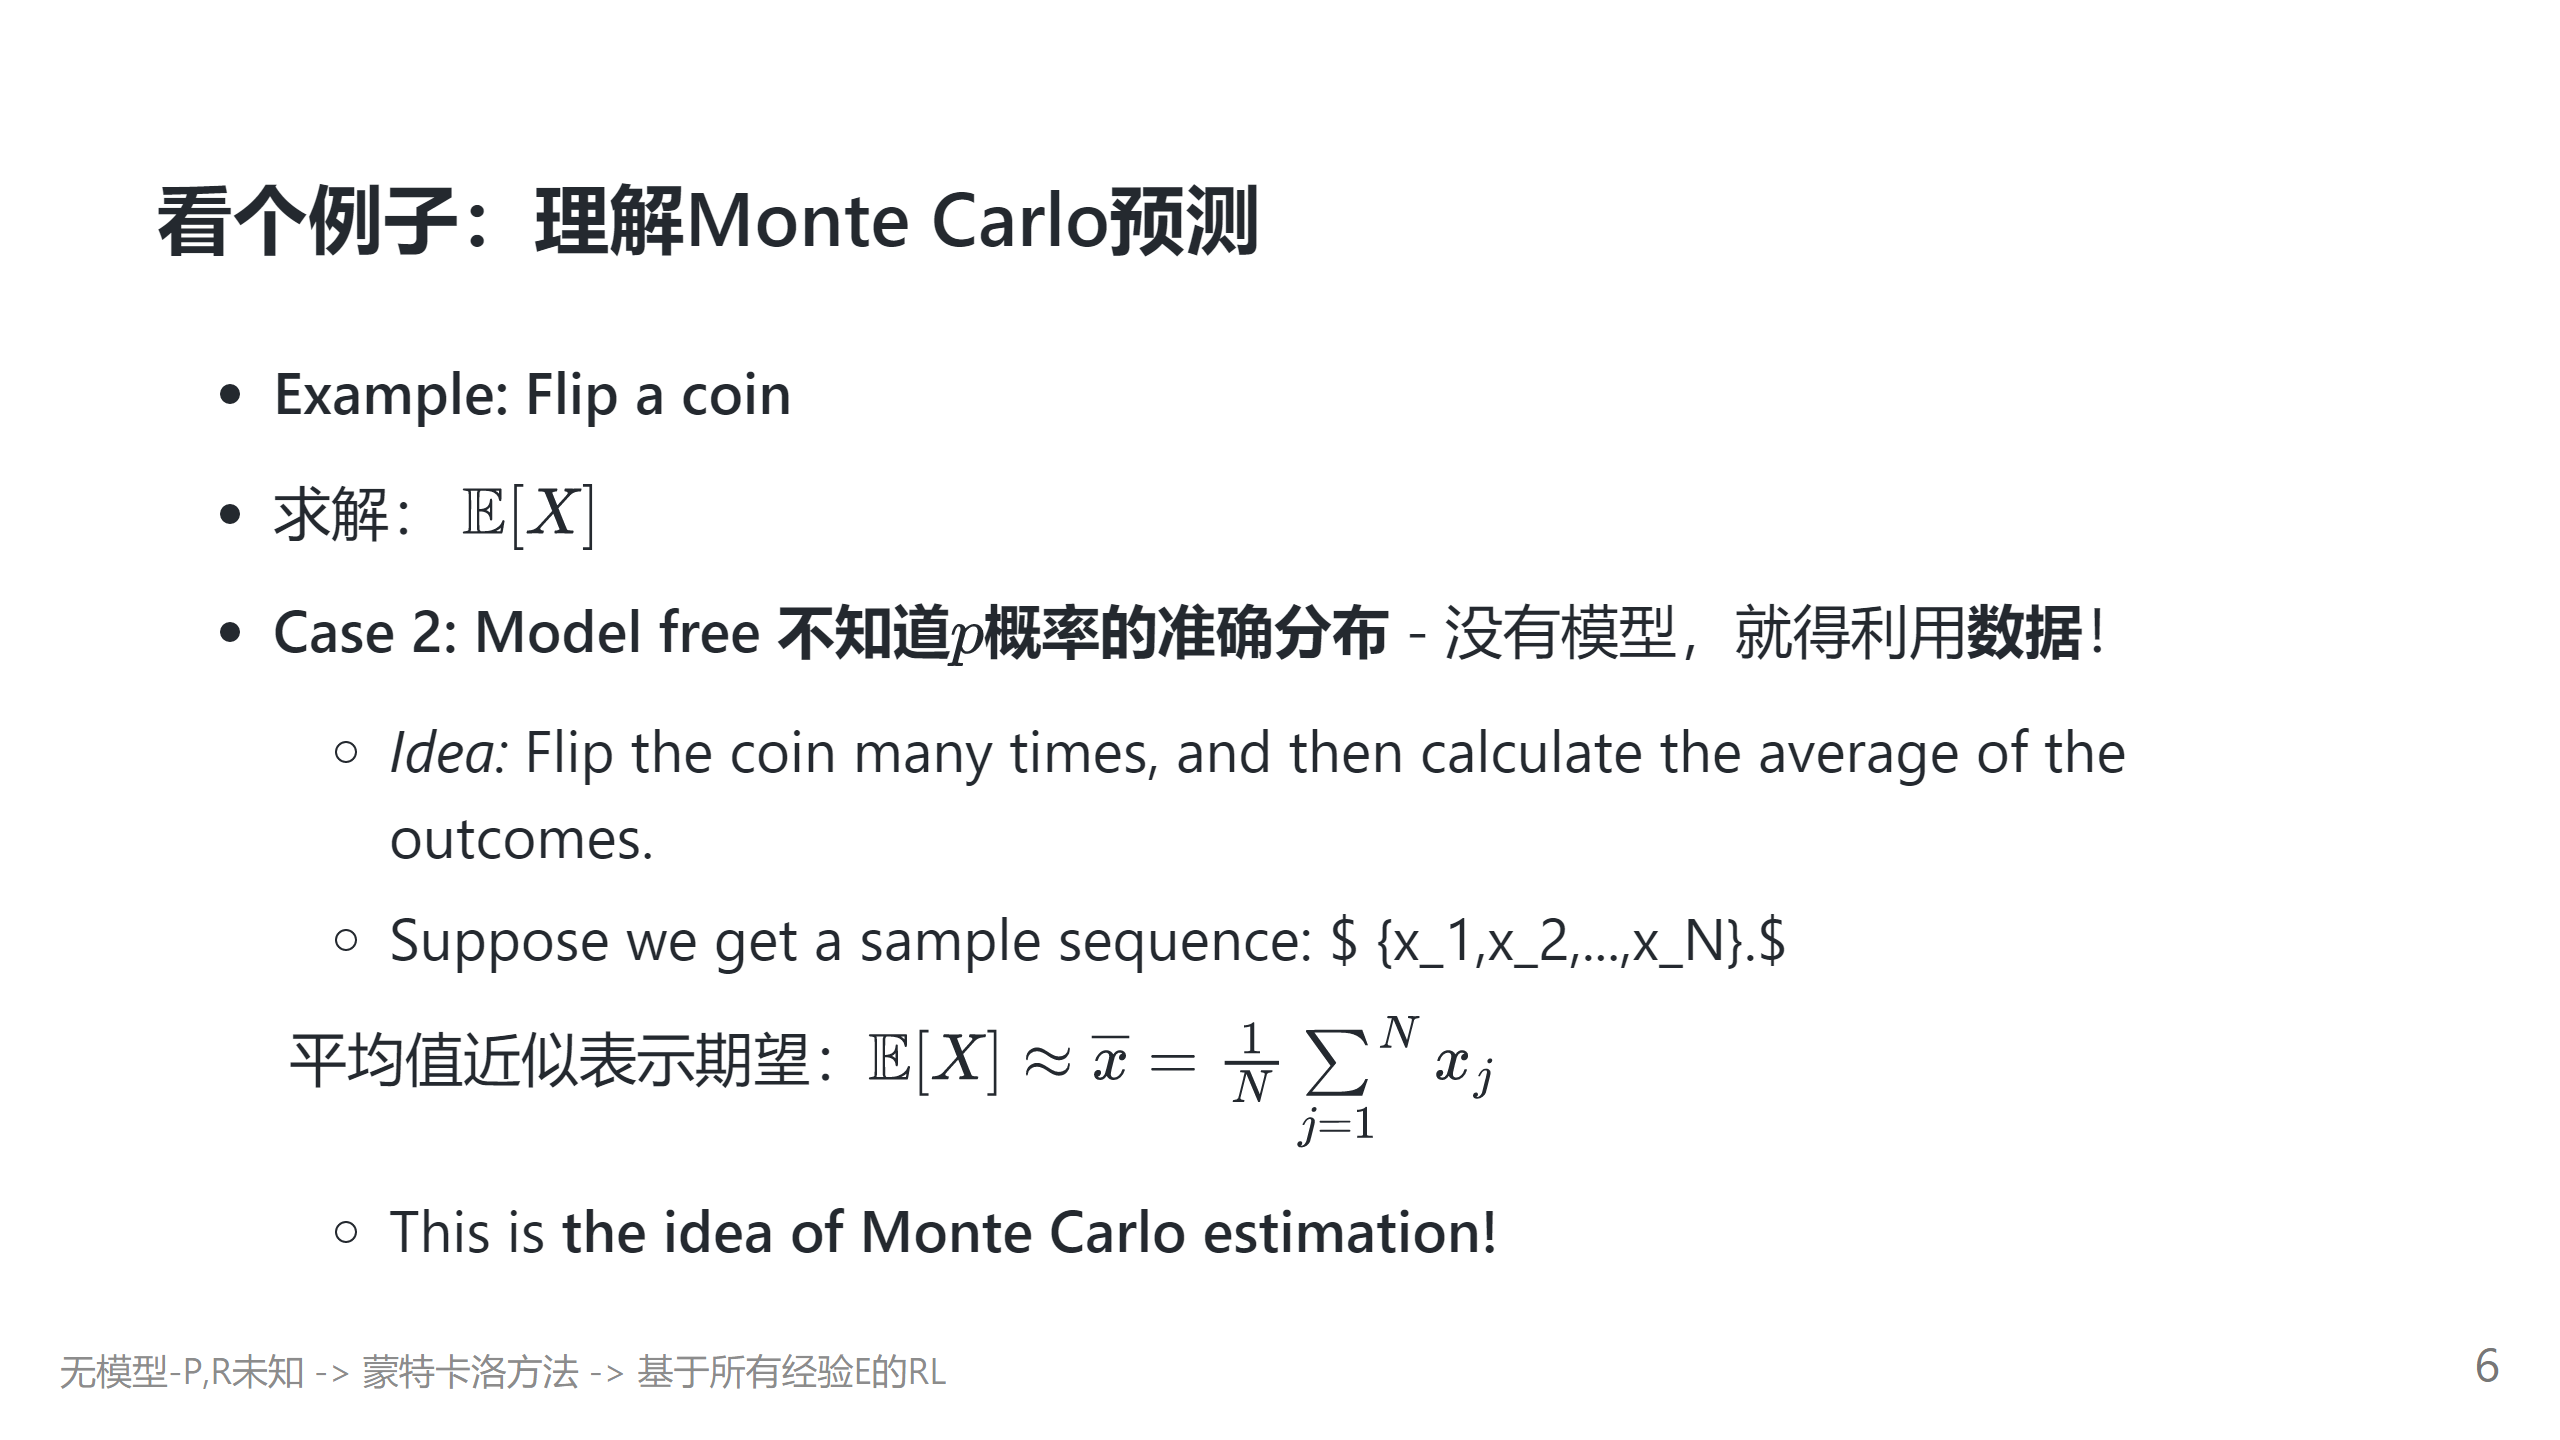 看个例子：理解Monte Carlo预测
• Example: Flip a coin
• 求解： 𝔼[X]
• Case 2: Model free 不知道p概率的准确分布 - 没有模型，就得利用数据！
○ Idea: Flip the coin many times, and then calculate the average of the
outcomes.
○ Suppose we get a sample sequence: $ {x_1,x_2,...,x_N}.$
平均值近似表示期望：𝔼[X] ≈ x̅ = 1/N ∑_{j=1}^N x_j
○ This is the idea of Monte Carlo estimation!
无模型-P,R未知 -> 蒙特卡洛方法 -> 基于所有经验E的RL
6